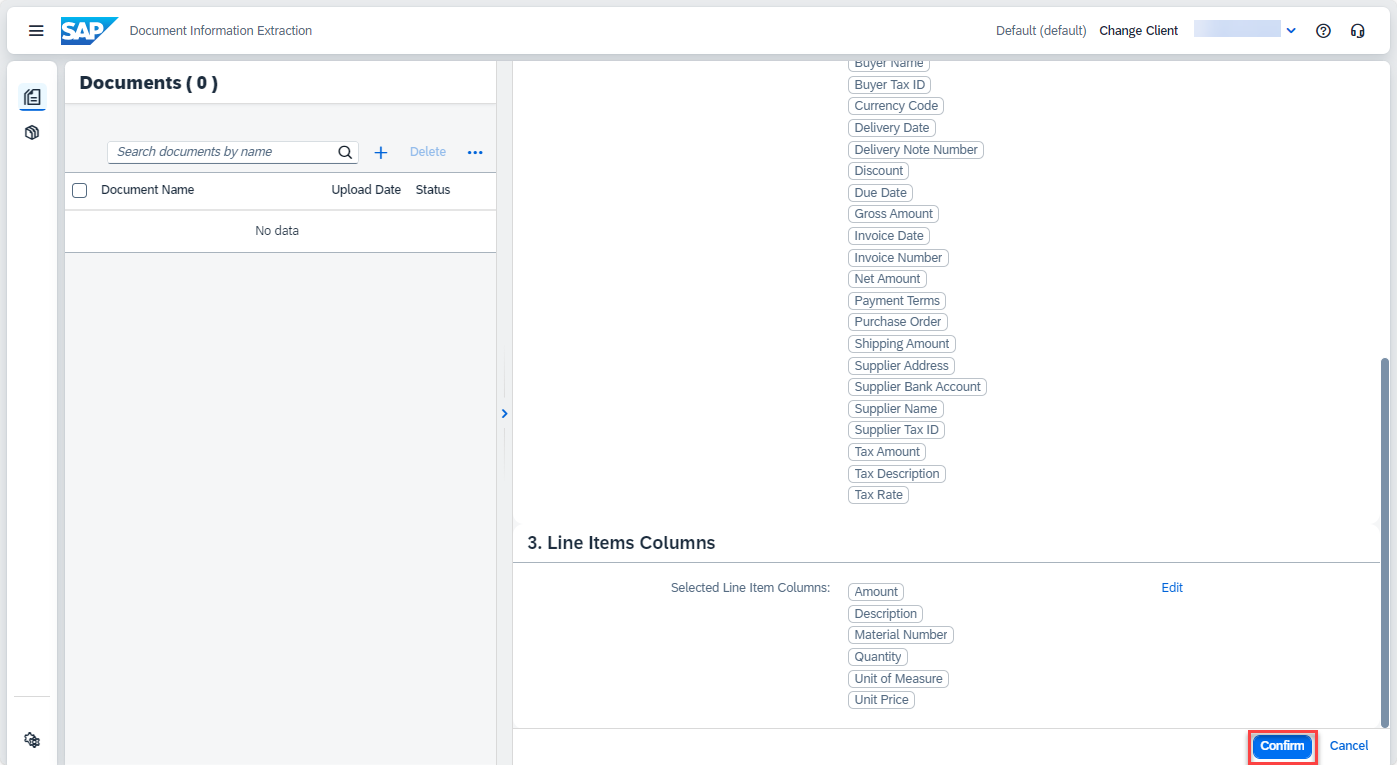 SAP Document Information Extraction
Default (default) Change Client
Documents ( 0 )
Search documents by name
Delete
Document Name Upload Date Status
No data
Buyer Name
Buyer Tax ID
Currency Code
Delivery Date
Delivery Note Number
Discount
Due Date
Gross Amount
Invoice Date
Invoice Number
Net Amount
Payment Terms
Purchase Order
Shipping Amount
Supplier Address
Supplier Bank Account
Supplier Name
Supplier Tax ID
Tax Amount
Tax Description
Tax Rate
3. Line Items Columns
Selected Line Item Columns:
Amount
Edit
Description
Material Number
Quantity
Unit of Measure
Unit Price
Confirm Cancel